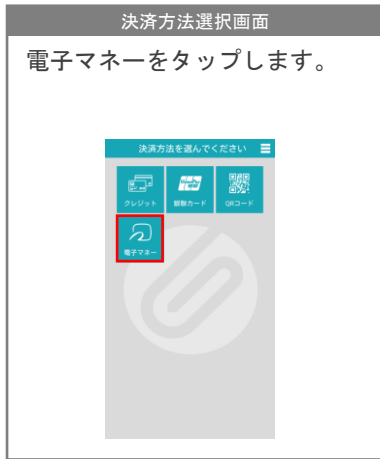 決済方法選択画面
電子マネーをタップします。
決済方法を選んでください
クレジット
銀聯カード
QRコード
電子マネー